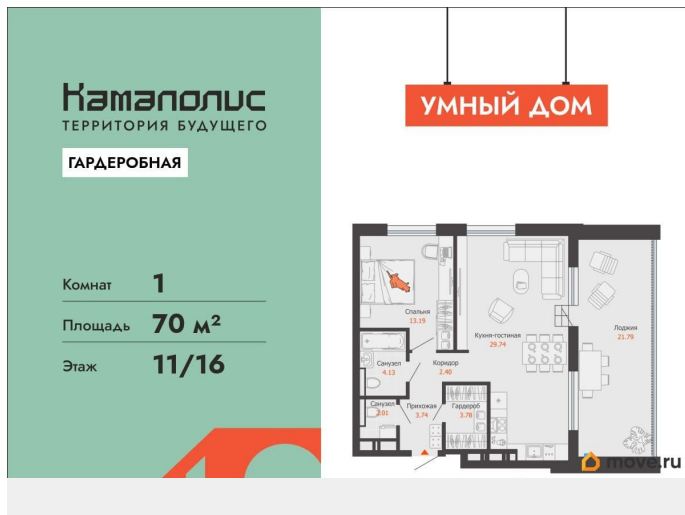 Камаполис
ТЕРРИТОРИЯ БУДУЩЕГО
ГАРДЕРОБНАЯ
Комнат 1
Площадь 70 м²
Этаж 11/16
УМНЫЙ ДОМ
Спальня
13.19
Кухня-гостиная
29.74
Лоджия
21.79
Санузел
4.13
Коридор
2.40
Санузел
2.01
Прихожая
3.74
Гардероб
3.78
move.ru